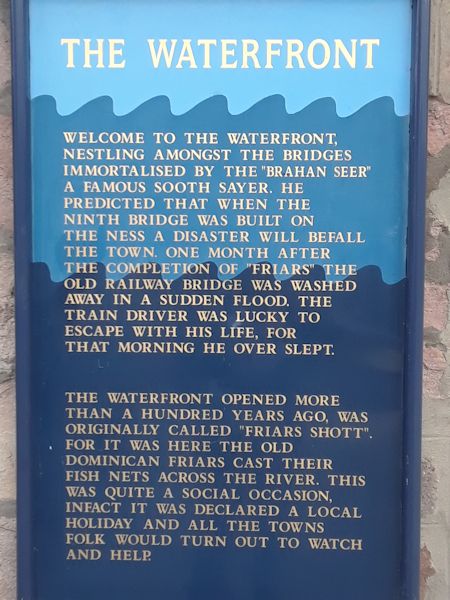 THE WATERFRONT
WELCOME TO THE WATERFRONT,
NESTLING AMONGST THE BRIDGES
IMMORTALISED BY THE "BRAHAN SEER"
A FAMOUS SOOTH SAYER. HE
PREDICTED THAT WHEN THE
NINTH BRIDGE WAS BUILT ON
THE NESS A DISASTER WILL BEFALL
THE TOWN. ONE MONTH AFTER
THE COMPLETION OF "FRIARS" THE
OLD RAILWAY BRIDGE WAS WASHED
AWAY IN A SUDDEN FLOOD. THE
TRAIN DRIVER WAS LUCKY TO
ESCAPE WITH HIS LIFE, FOR
THAT MORNING HE OVER SLEPT.
THE WATERFRONT OPENED MORE
THAN A HUNDRED YEARS AGO, WAS
ORIGINALLY CALLED "FRIARS SHOTT".
FOR IT WAS HERE THE OLD
DOMINICAN FRIARS CAST THEIR
FISH NETS ACROSS THE RIVER. THIS
WAS QUITE A SOCIAL OCCASION,
INFACT IT WAS DECLARED A LOCAL
HOLIDAY AND ALL THE TOWNS
FOLK WOULD TURN OUT TO WATCH
AND HELP.